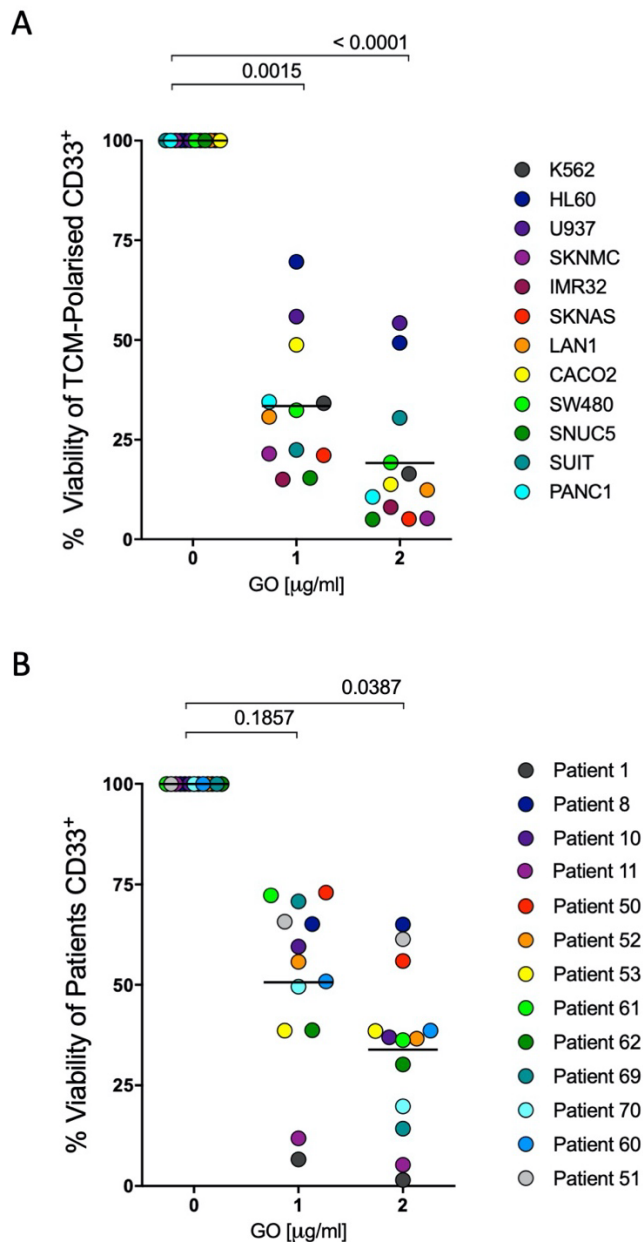 A
< 0.0001
0.0015
% Viability of TCM-Polarised CD33+
100
75
50
25
0
0 1 2
GO [µg/ml]
K562
HL60
U937
SKNMC
IMR32
SKNAS
LAN1
CACO2
SW480
SNUC5
SUIT
PANC1
B
0.0387
0.1857
% Viability of Patients CD33+
100
75
50
25
0
0 1 2
GO [µg/ml]
Patient 1
Patient 8
Patient 10
Patient 11
Patient 50
Patient 52
Patient 53
Patient 61
Patient 62
Patient 69
Patient 70
Patient 60
Patient 51